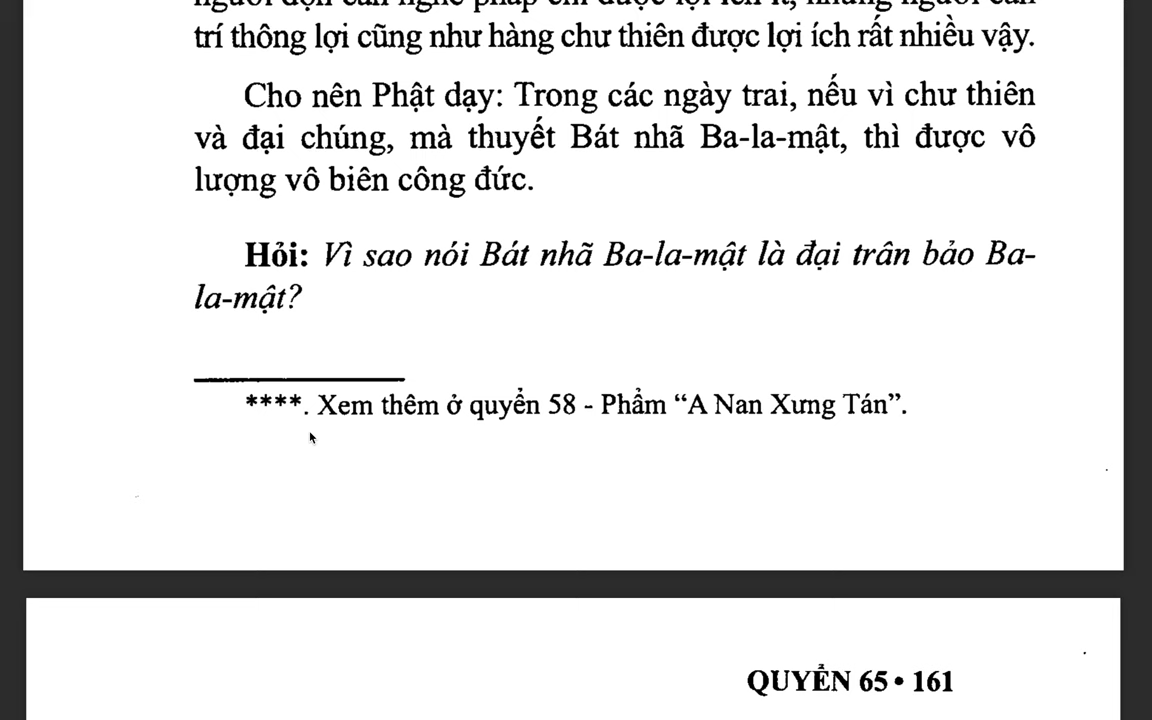 trí thông lợi cũng như hàng chư thiên được lợi ích rất nhiều vậy.
Cho nên Phật dạy: Trong các ngày trai, nếu vì chư thiên
và đại chúng, mà thuyết Bát nhã Ba-la-mật, thì được vô
lượng vô biên công đức.
Hỏi: Vì sao nói Bát nhã Ba-la-mật là đại trân bảo Ba-
la-mật?
****. Xem thêm ở quyển 58 - Phẩm “A Nan Xưng Tán”.
QUYỂN 65 • 161